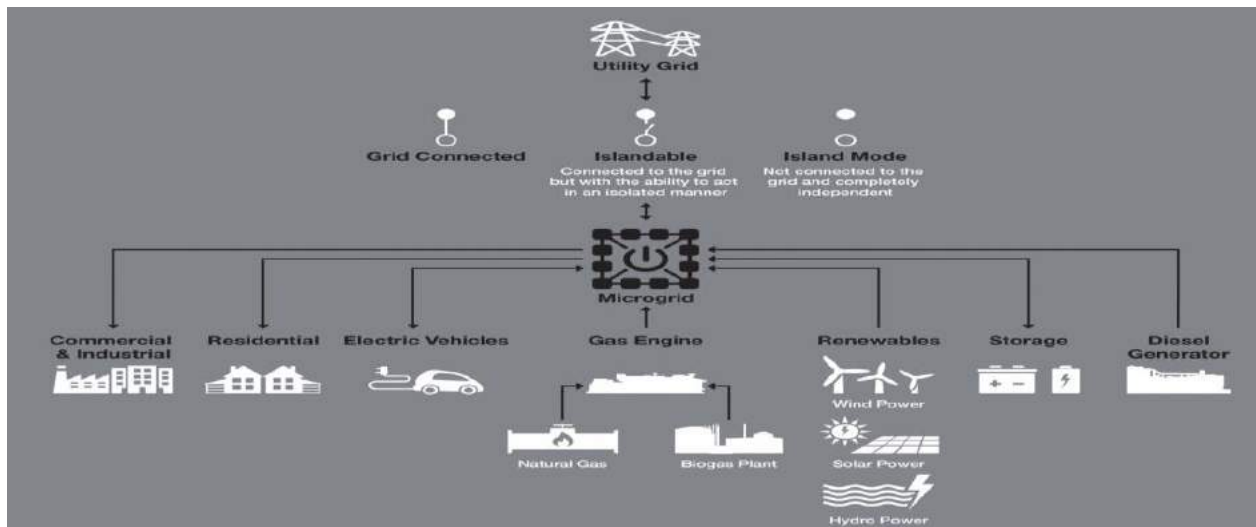 Utility Grid
Grid Connected
Islandable
Connected to the grid
but with the ability to act
in an isolated manner
Island Mode
Not connected to the
grid and completely
independent
Microgrid
Commercial
& Industrial
Residential
Electric Vehicles
Gas Engine
Renewables
Storage
Diesel
Generator
Wind Power
Natural Gas
Biogas Plant
Solar Power
Hydro Power